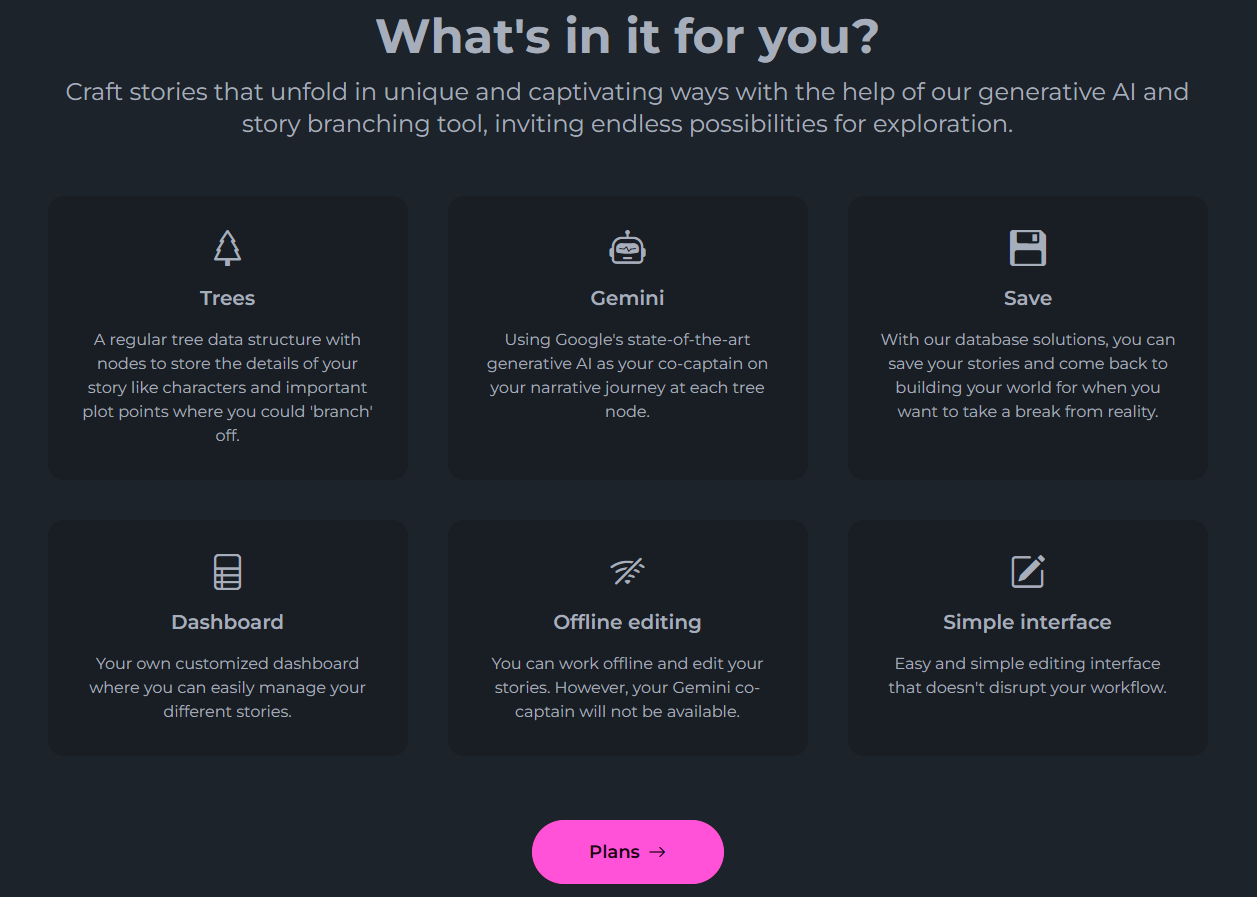 What's in it for you?
Craft stories that unfold in unique and captivating ways with the help of our generative AI and
story branching tool, inviting endless possibilities for exploration.
Trees
A regular tree data structure with
nodes to store the details of your
story like characters and important
plot points where you could 'branch'
off.
Gemini
Using Google's state-of-the-art
generative AI as your co-captain on
your narrative journey at each tree
node.
Save
With our database solutions, you can
save your stories and come back to
building your world for when you
want to take a break from reality.
Dashboard
Your own customized dashboard
where you can easily manage your
different stories.
Offline editing
You can work offline and edit your
stories. However, your Gemini co-
captain will not be available.
Simple interface
Easy and simple editing interface
that doesn't disrupt your workflow.
Plans →